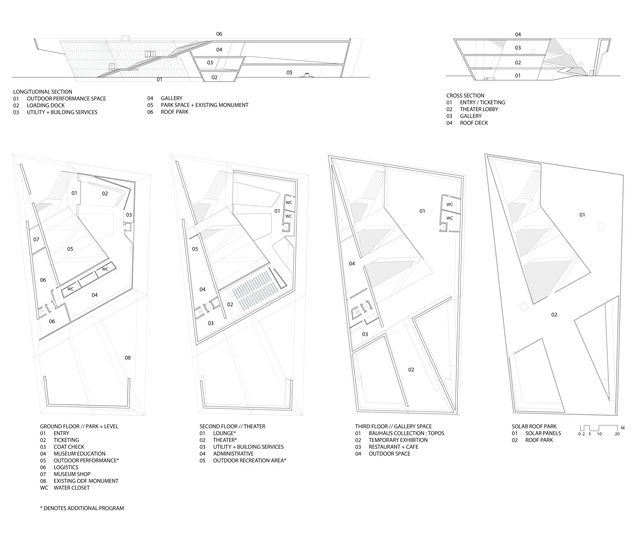 06
04
03
02
01
05
04
03
02
01
LONGITUDINAL SECTION
01 OUTDOOR PERFORMANCE SPACE
02 LOADING DOCK
03 UTILITY + BUILDING SERVICES
04 GALLERY
05 PARK SPACE + EXISTING MONUMENT
06 ROOF PARK
CROSS SECTION
01 ENTRY / TICKETING
02 THEATER LOBBY
03 GALLERY
04 ROOF DECK
01
02
03
07
05
06
WC
WC
04
06
08
WC
01
WC
05
04
02
03
01
WC
WC
04
03
02
01
02
GROUND FLOOR // PARK + LEVEL
01 ENTRY
02 TICKETING
03 COAT CHECK
04 MUSEUM EDUCATION
05 OUTDOOR PERFORMANCE*
06 LOGISTICS
07 MUSEUM SHOP
08 EXISTING ODF MONUMENT
WC WATER CLOSET
* DENOTES ADDITIONAL PROGRAM
SECOND FLOOR // THEATER
01 LOUNGE*
02 THEATER*
03 UTILITY + BUILDING SERVICES
04 ADMINISTRATIVE
05 OUTDOOR RECREATION AREA*
THIRD FLOOR // GALLERY SPACE
01 BAUHAUS COLLECTION : TOPOS
02 TEMPORARY EXHIBITION
03 RESTAURANT + CAFE
04 OUTDOOR SPACE
SOLAR ROOF PARK
01 SOLAR PANELS
02 ROOF PARK
M
0 2 5 10 20